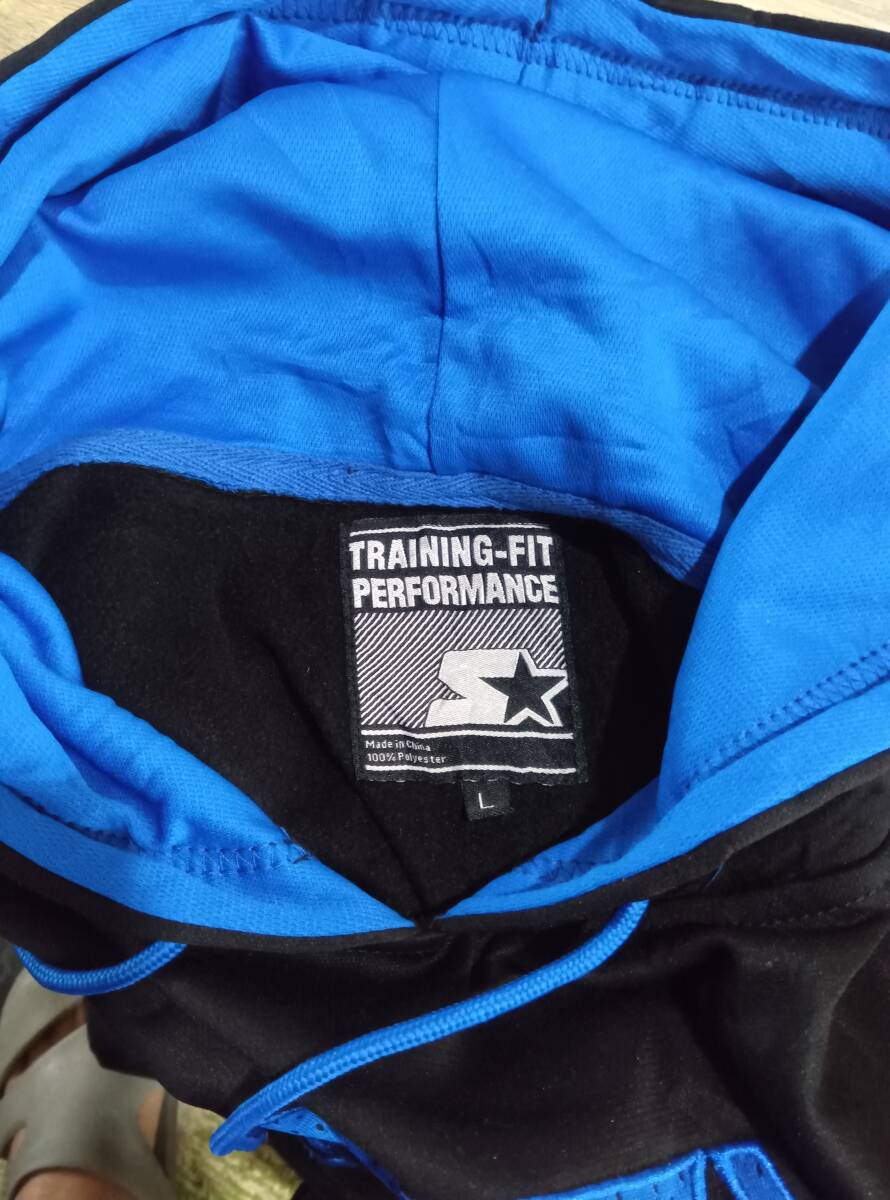 TRAINING-FIT
PERFORMANCE
Made in China
100% Polyester
L